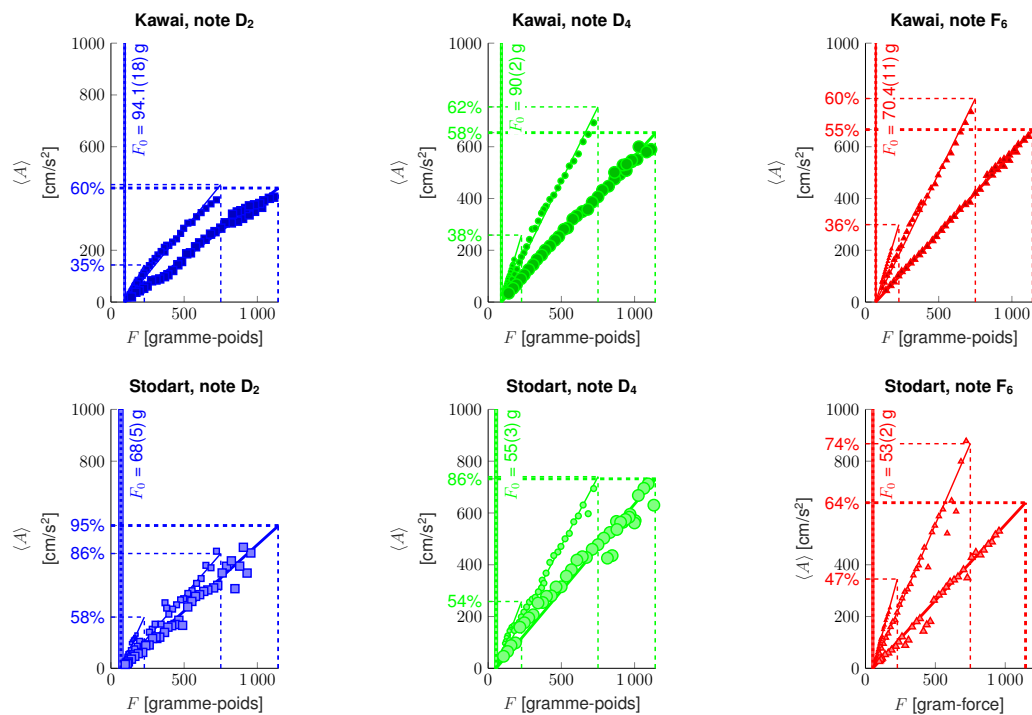 Kawai, note D₂
1000
800
600
400
200
0
60%
35%
F₀ = 94.1(18) g
⟨A⟩ [cm/s²]
0
500
1 000
F [gramme-poids]
Kawai, note D₄
1000
800
600
400
200
0
62%
58%
38%
F₀ = 90(2) g
⟨A⟩ [cm/s²]
0
500
1 000
F [gramme-poids]
Kawai, note F₆
1000
800
600
400
200
0
60%
55%
36%
F₀ = 70.4(11) g
⟨A⟩ [cm/s²]
0
500
1 000
F [gramme-poids]
Stodart, note D₂
1000
800
600
400
200
0
95%
86%
58%
F₀ = 68(5) g
⟨A⟩ [cm/s²]
0
500
1 000
F [gramme-poids]
Stodart, note D₄
1000
800
600
400
200
0
86%
54%
F₀ = 55(3) g
⟨A⟩ [cm/s²]
0
500
1 000
F [gramme-poids]
Stodart, note F₆
1000
800
400
200
0
74%
64%
47%
F₀ = 53(2) g
⟨A⟩ [cm/s²]
0
500
1 000
F [gram-force]